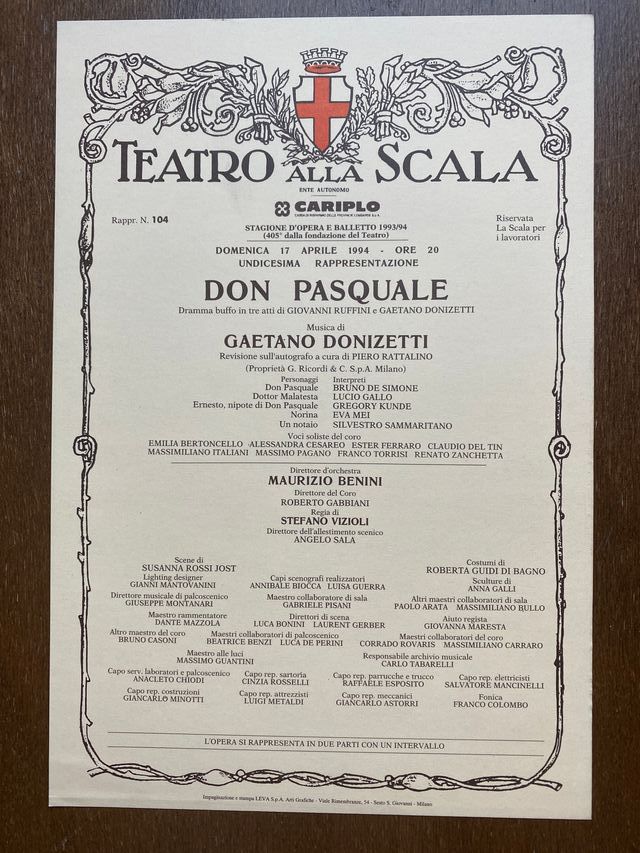 TEATRO ALLA SCALA
ENTE AUTONOMO
CARIPLO
CASSA DI RISPARMIO DELLE PROVINCIE LOMBARDE S.p.A.
Rappr. N. 104
Riservata
La Scala per
i lavoratori
STAGIONE D'OPERA E BALLETTO 1993/94
(405° dalla fondazione del Teatro)
DOMENICA 17 APRILE 1994 - ORE 20
UNDICESIMA RAPPRESENTAZIONE
DON PASQUALE
Dramma buffo in tre atti di GIOVANNI RUFFINI e GAETANO DONIZETTI
Musica di
GAETANO DONIZETTI
Revisione sull'autografo a cura di PIERO RATTALINO
(Proprietà G. Ricordi & C. S.p.A. Milano)
Personaggi Interpreti
Don Pasquale BRUNO DE SIMONE
Dottor Malatesta LUCIO GALLO
Ernesto, nipote di Don Pasquale GREGORY KUNDE
Norina EVA MEI
Un notaio SILVESTRO SAMMARITANO
Voci soliste del coro
EMILIA BERTONCELLO ALESSANDRA CESAREO ESTER FERRARO CLAUDIO DEL TIN
MASSIMILIANO ITALIANI MASSIMO PAGANO FRANCO TORRISI RENATO ZANCHETTA
Direttore d'orchestra
MAURIZIO BENINI
Direttore del Coro
ROBERTO GABBIANI
Regia di
STEFANO VIZIOLI
Direttore dell'allestimento scenico
ANGELO SALA
Scene di
SUSANNA ROSSI JOST
Costumi di
ROBERTA GUIDI DI BAGNO
Lighting designer
GIANNI MANTOVANINI
Capi scenografi realizzatori
ANNIBALE BIOCCA LUISA GUERRA
Sculture di
ANNA GALLI
Direttore musicale di palcoscenico
GIUSEPPE MONTANARI
Maestro collaboratore di sala
GABRIELE PISANI
Altri maestri collaboratori di sala
PAOLO ARATA MASSIMILIANO BULLO
Maestro rammentatore
DANTE MAZZOLA
Direttori di scena
LUCA BONINI LAURENT GERBER
Aiuto regista
GIOVANNA MARESTA
Altro maestro del coro
BRUNO CASONI
Maestri collaboratori di palcoscenico
BEATRICE BENZI LUCA DE PERINI
Maestri collaboratori del coro
CORRADO ROVARIS MASSIMILIANO CARRARO
Maestro alle luci
MASSIMO GUANTINI
Responsabile archivio musicale
CARLO TABARELLI
Capo serv. laboratori e palcoscenico
ANACLETO CHIODI
Capo rep. sartoria
CINZIA ROSSELLI
Capo rep. parrucche e trucco
RAFFAELE ESPOSITO
Capo rep. elettricisti
SALVATORE MANCINELLI
Capo rep. costruzioni
GIANCARLO MINOTTI
Capo rep. attrezzisti
LUIGI METALDI
Capo rep. meccanici
GIANCARLO ASTORRI
Fonica
FRANCO COLOMBO
L'OPERA SI RAPPRESENTA IN DUE PARTI CON UN INTERVALLO
Impaginazione e stampa LEVA S.p.A. Arti Grafiche - Viale Rimembranze, 54 - Sesto S. Giovanni - Milano